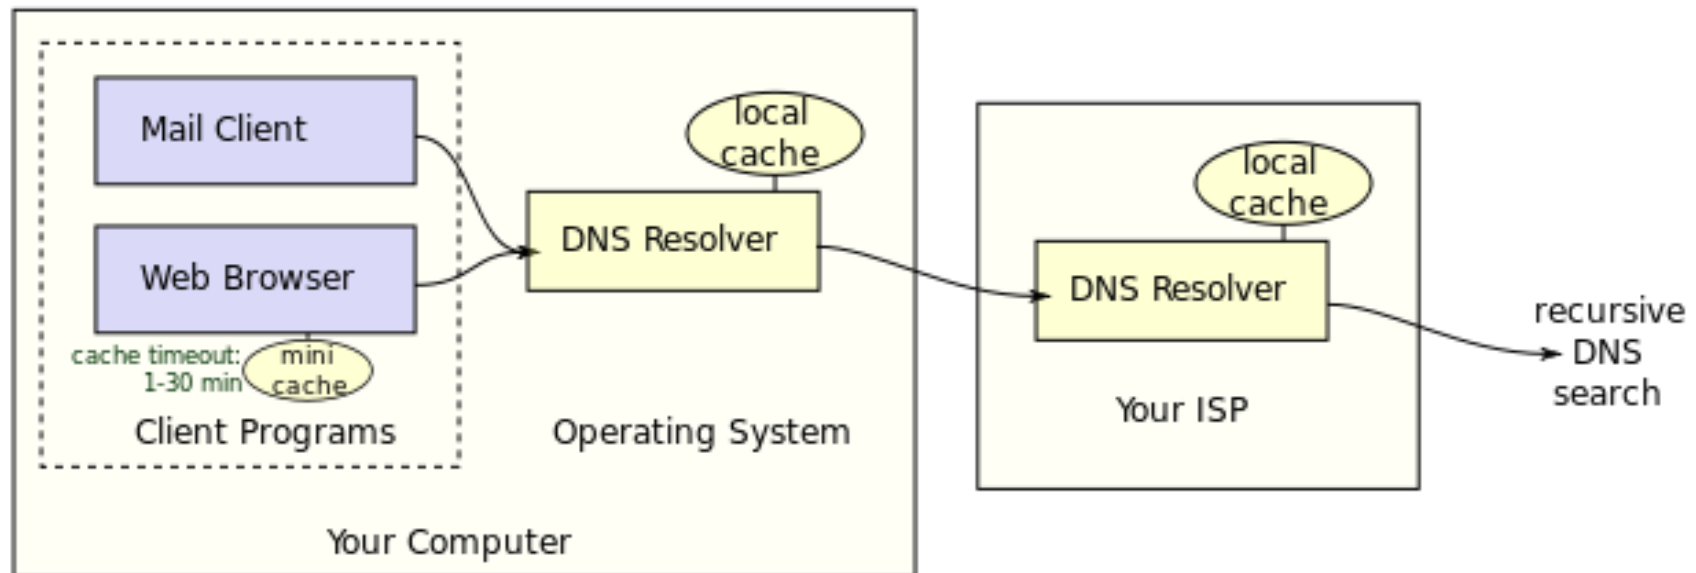 Mail Client
Web Browser
cache timeout:
1-30 min
mini
cache
Client Programs
local
cache
DNS Resolver
Operating System
Your Computer
local
cache
DNS Resolver
Your ISP
recursive
DNS
search